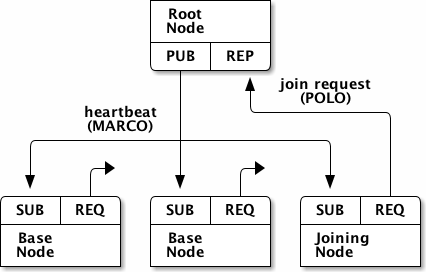 Root
Node
PUB REP
join request
(POLO)
heartbeat
(MARCO)
SUB REQ SUB REQ SUB REQ
Base Base Joining
Node Node Node